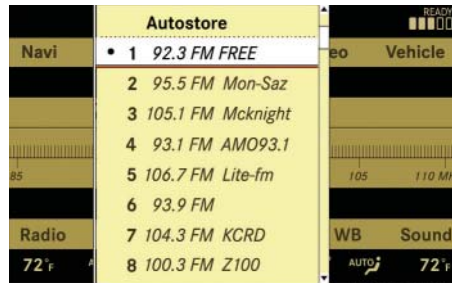 Autostore
READY
Navi
• 1 92.3 FM FREE
eo Vehicle
2 95.5 FM Mon-Saz
3 105.1 FM Mcknight
4 93.1 FM AMO93.1
85
5 106.7 FM Lite-fm
105 110
6 93.9 FM
Radio
7 104.3 FM KCRD
WB Sound
72°F
8 100.3 FM Z100
AUTO 72°F